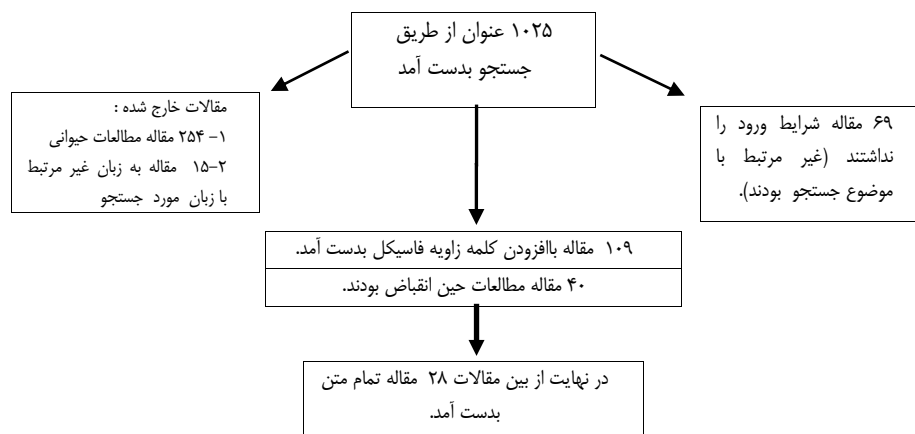 ۱۰۲۵ عنوان از طریق
جستجو بدست آمد
۶۹ مقاله شرایط ورود را
نداشتند (غیر مرتبط با
موضوع جستجو بودند).
مقالات خارج شده :
۱- ۲۵۴ مقاله مطالعات حیوانی
۲-۱۵ مقاله به زبان غیر مرتبط
با زبان مورد جستجو
۱۰۹ مقاله باافزودن کلمه زاویه فاسیکل بدست آمد.
۴۰ مقاله مطالعات حین انقباض بودند.
در نهایت از بین مقالات ۲۸ مقاله تمام متن
بدست آمد.